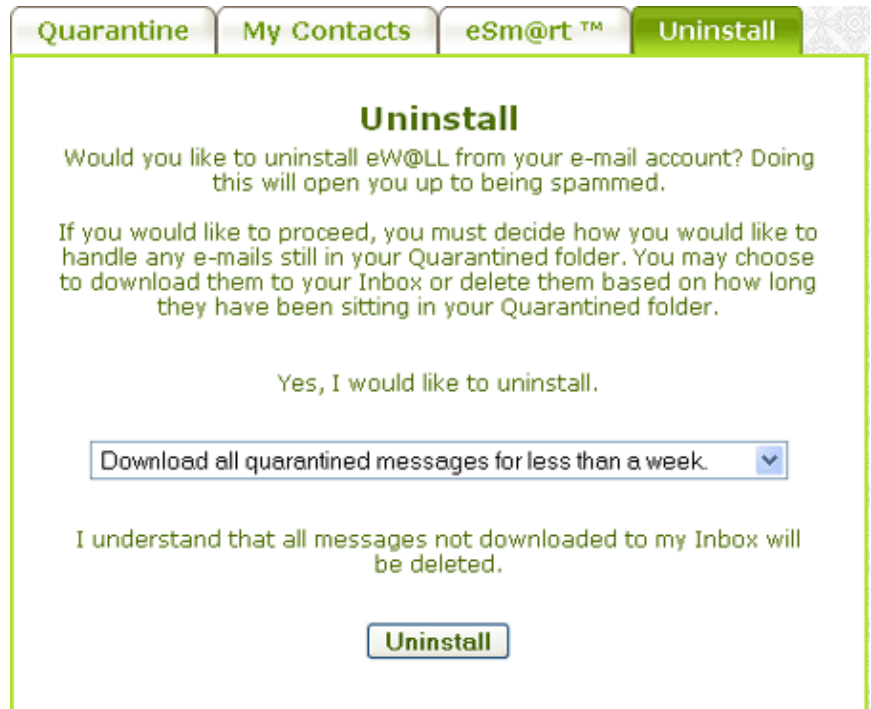 Quarantine My Contacts eSm@rt ™ Uninstall
Uninstall
Would you like to uninstall eW@LL from your e-mail account? Doing
this will open you up to being spammed.
If you would like to proceed, you must decide how you would like to
handle any e-mails still in your Quarantined folder. You may choose
to download them to your Inbox or delete them based on how long
they have been sitting in your Quarantined folder.
Yes, I would like to uninstall.
Download all quarantined messages for less than a week.
I understand that all messages not downloaded to my Inbox will
be deleted.
Uninstall